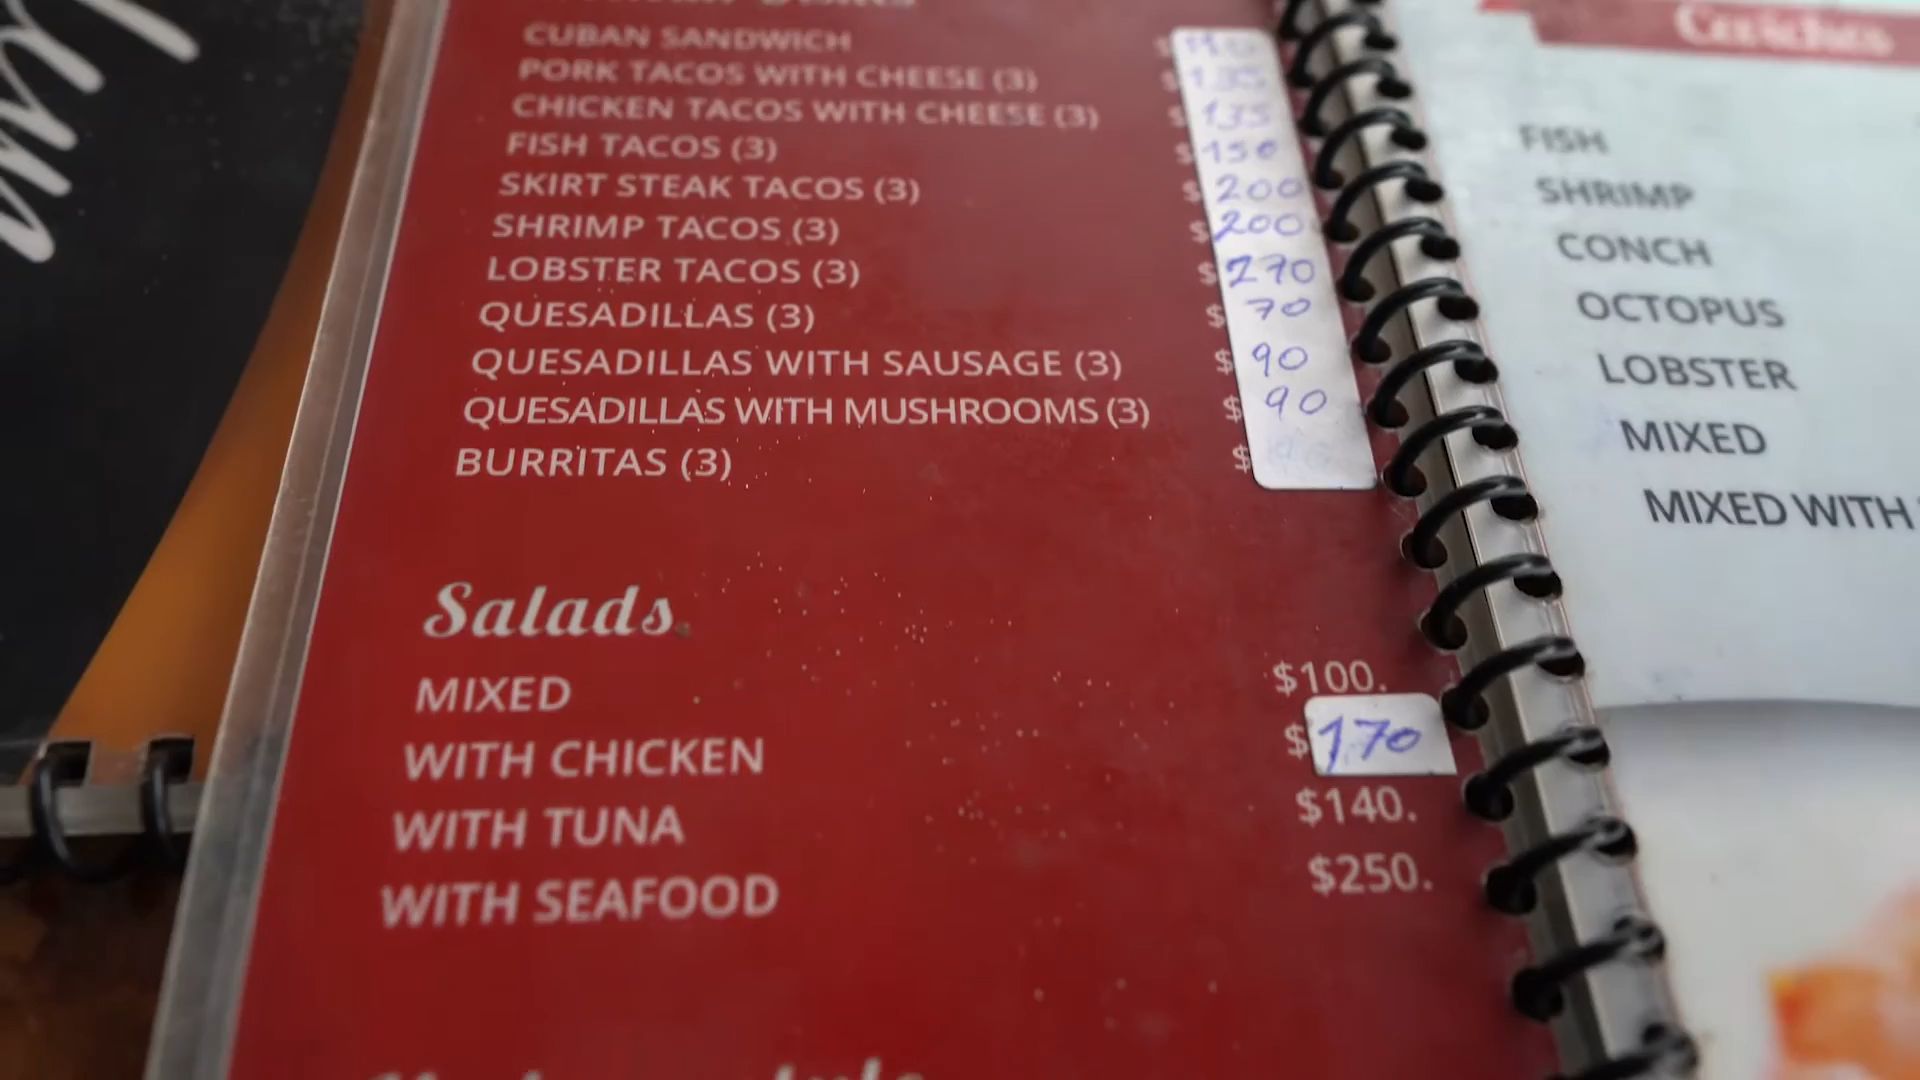 CUBAN SANDWICH
PORK TACOS WITH CHEESE (3) $135
CHICKEN TACOS WITH CHEESE (3) $135
FISH TACOS (3) $150
SKIRT STEAK TACOS (3) $200
SHRIMP TACOS (3) $200
LOBSTER TACOS (3) $270
QUESADILLAS (3) $70
QUESADILLAS WITH SAUSAGE (3) $90
QUESADILLAS WITH MUSHROOMS (3) $90
BURRITAS (3) $
Salads
MIXED $100.
WITH CHICKEN $170
WITH TUNA $140.
WITH SEAFOOD $250.
Ceviches
FISH
SHRIMP
CONCH
OCTOPUS
LOBSTER
MIXED
MIXED WITH